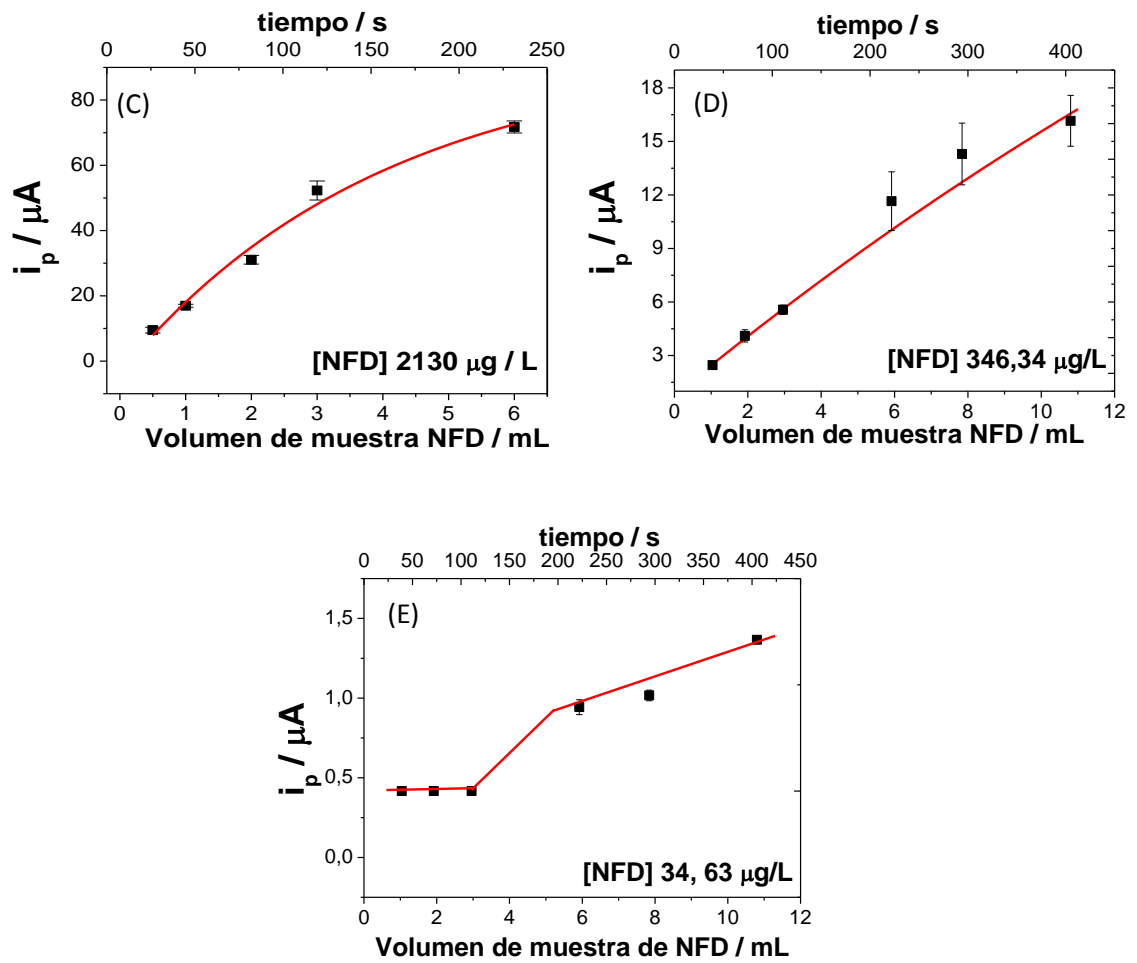 tiempo / s
0 50 100 150 200 250
(C)
80
60
40
20
0
i_p / μA
[NFD] 2130 μg / L
0 1 2 3 4 5 6
Volumen de muestra NFD / mL
tiempo / s
0 100 200 300 400
(D)
18
15
12
9
6
3
i_p / μA
[NFD] 346,34 μg/L
0 2 4 6 8 10 12
Volumen de muestra NFD / mL
tiempo / s
0 50 100 150 200 250 300 350 400 450
(E)
1,5
1,0
0,5
0,0
i_p / μA
[NFD] 34, 63 μg/L
0 2 4 6 8 10 12
Volumen de muestra de NFD / mL